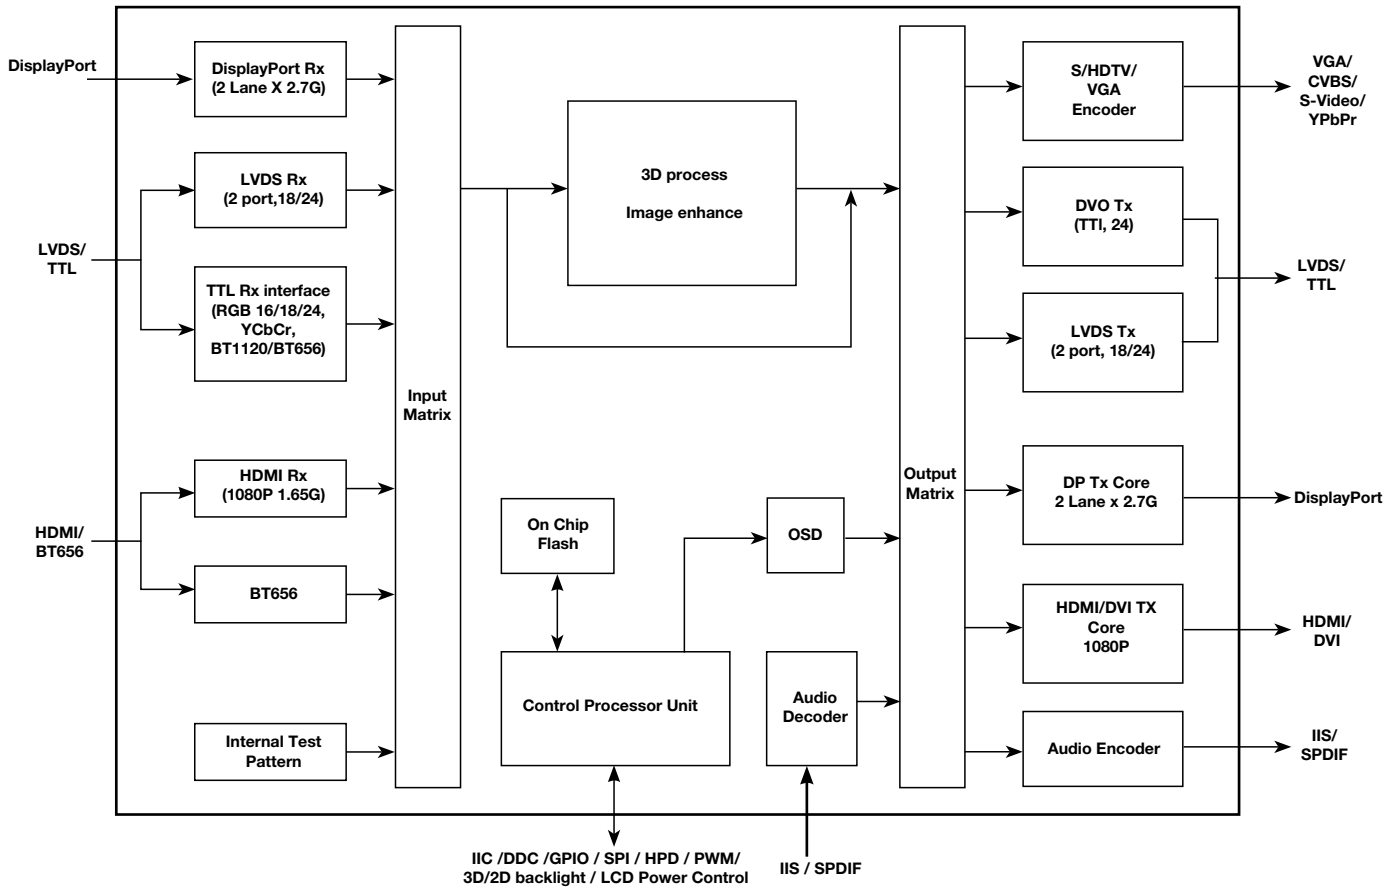 DisplayPort
DisplayPort Rx
(2 Lane X 2.7G)
LVDS Rx
(2 port,18/24)
LVDS/
TTL
TTL Rx interface
(RGB 16/18/24,
YCbCr,
BT1120/BT656)
HDMI Rx
(1080P 1.65G)
HDMI/
BT656
BT656
Internal Test
Pattern
Input
Matrix
3D process
Image enhance
On Chip
Flash
OSD
Control Processor Unit
Audio
Decoder
IIC /DDC /GPIO / SPI / HPD / PWM/
3D/2D backlight / LCD Power Control
IIS / SPDIF
Output
Matrix
S/HDTV/
VGA
Encoder
VGA/
CVBS/
S-Video/
YPbPr
DVO Tx
(TTI, 24)
LVDS/
TTL
LVDS Tx
(2 port, 18/24)
DP Tx Core
2 Lane x 2.7G
DisplayPort
HDMI/DVI TX
Core
1080P
HDMI/
DVI
Audio Encoder
IIS/
SPDIF